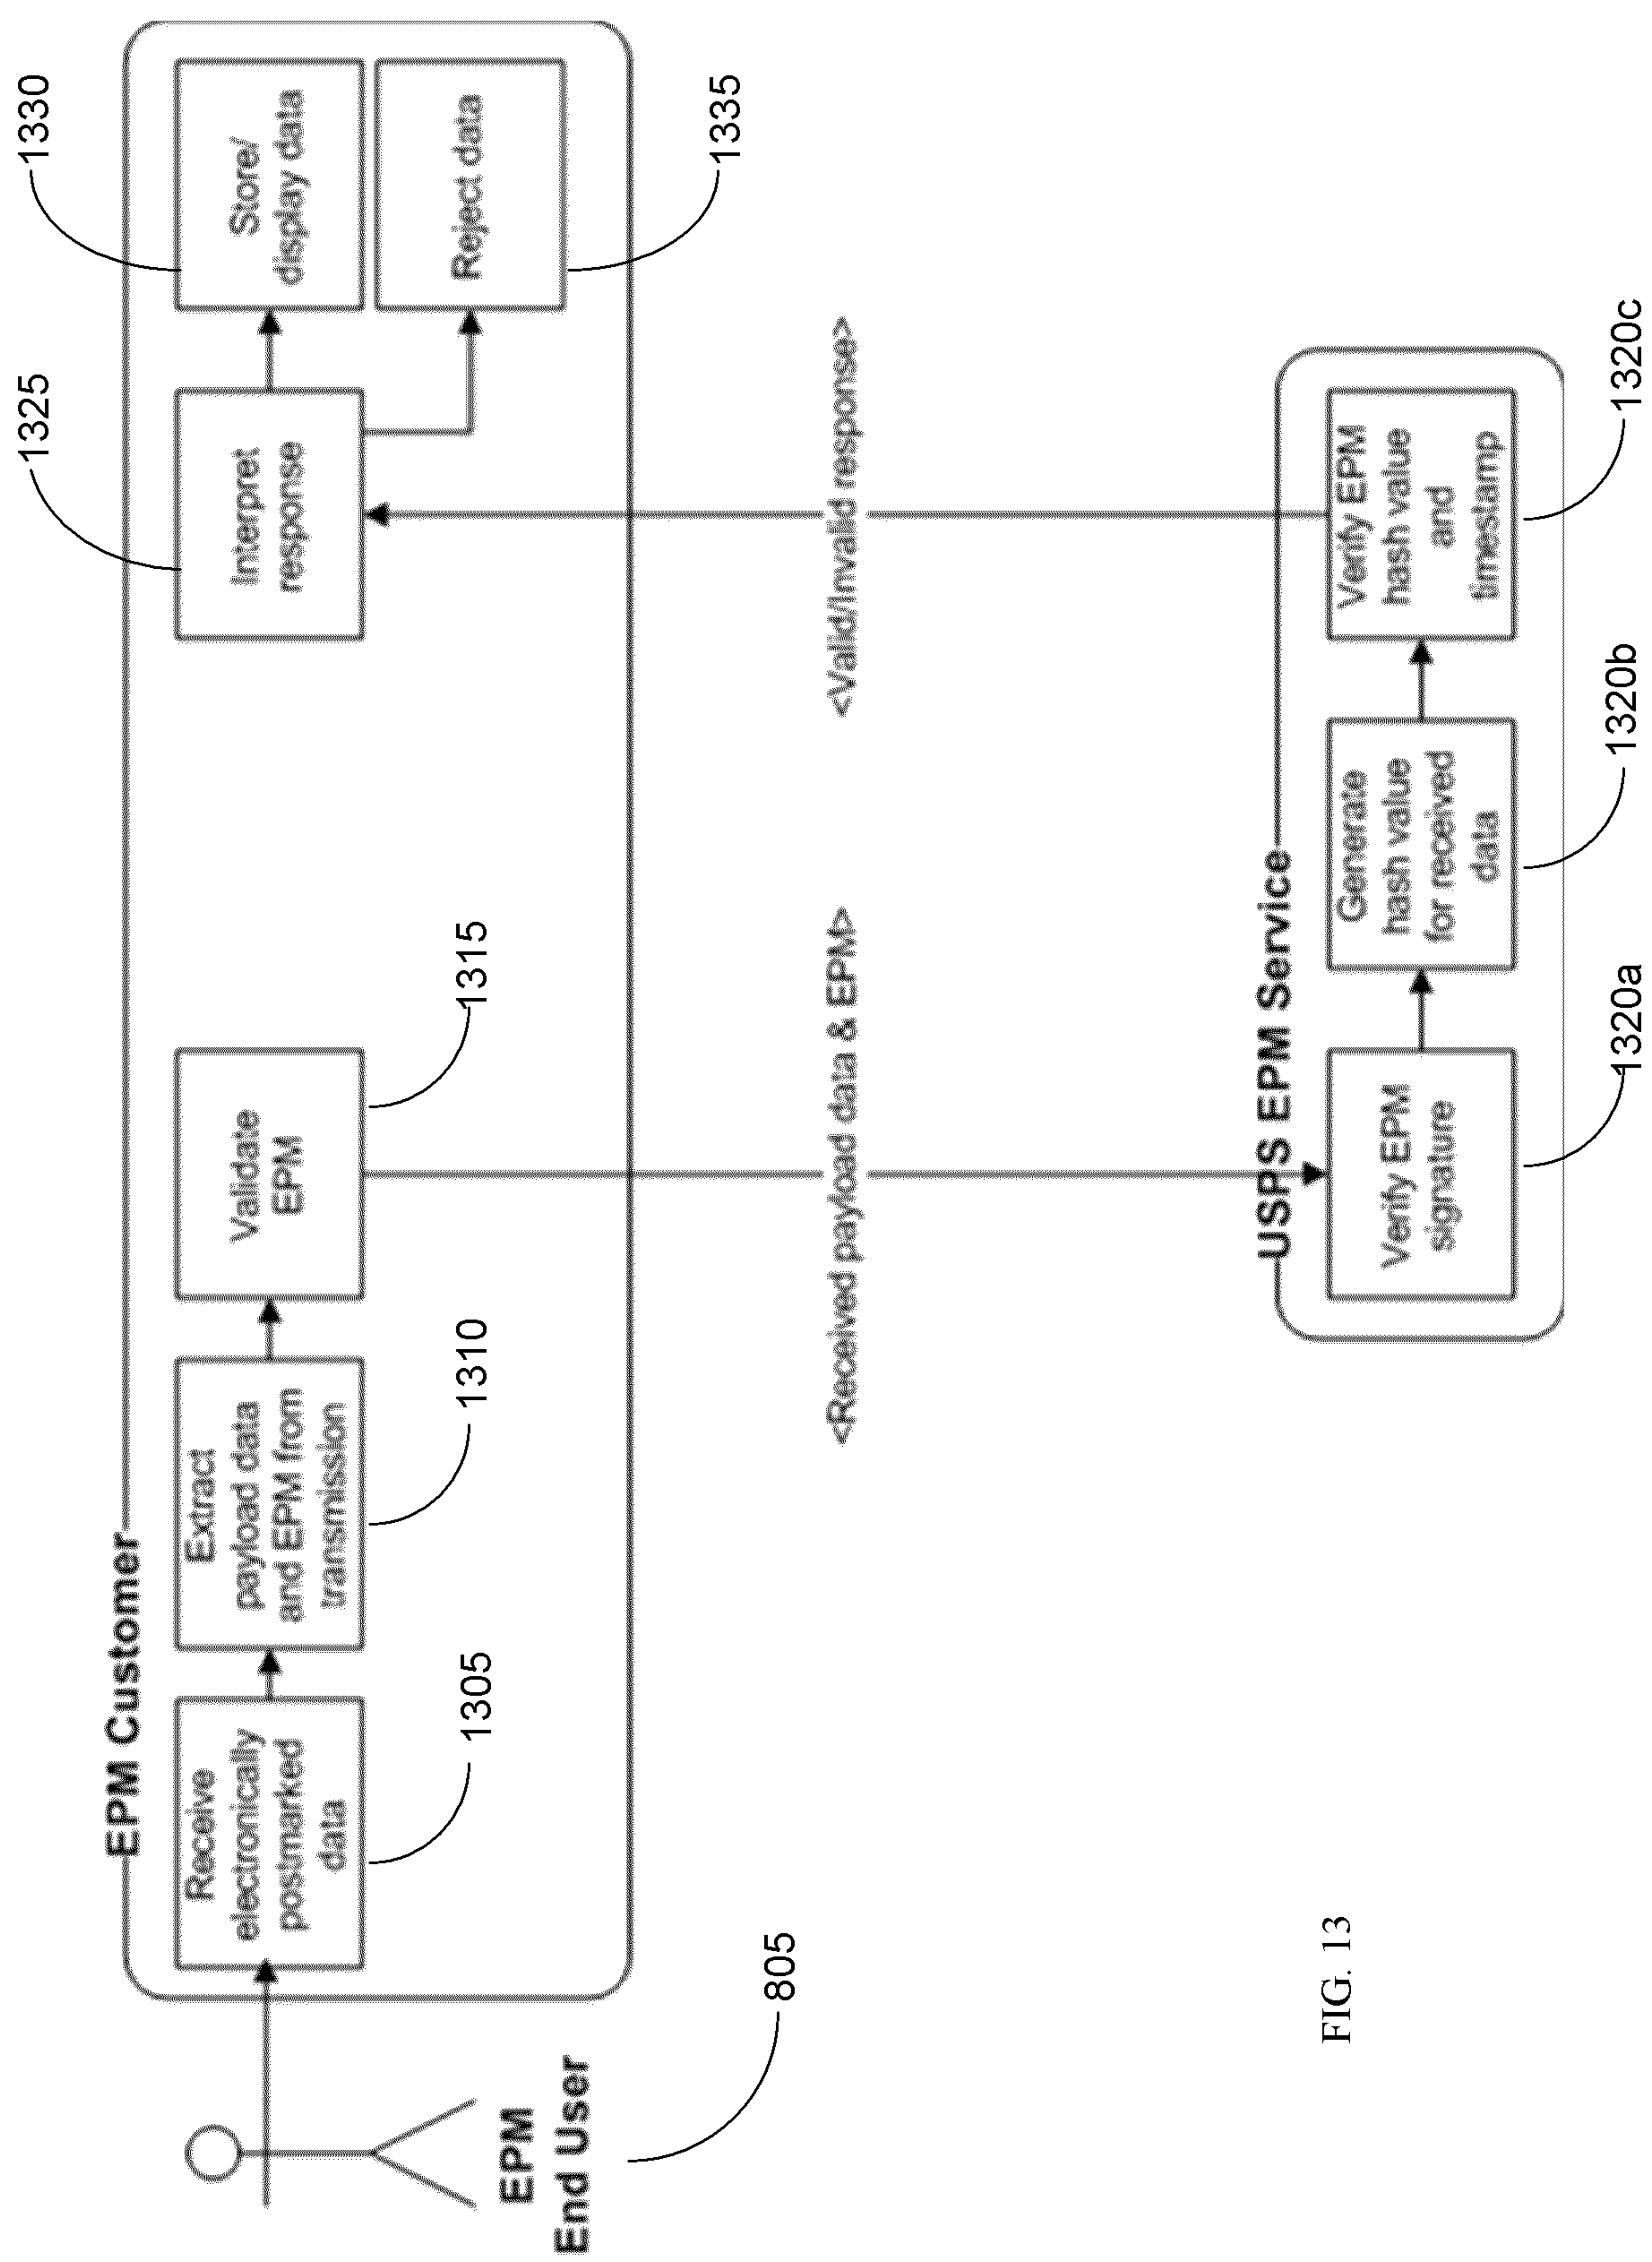 EPM Customer
1325
1330
Receive
electronically
postmarked
data
Extract
payload data
and EPM from
transmission
Validate
EPM
Interpret
response
Store/
display data
Reject data
1305
1310
1315
1335
EPM
End User
805
<Received payload data & EPM>
<Valid/Invalid response>
USPS EPM Service
Verify EPM
signature
Generate
hash value
for received
data
Verify EPM
hash value
and
timestamp
1320a
1320b
1320c
FIG. 13